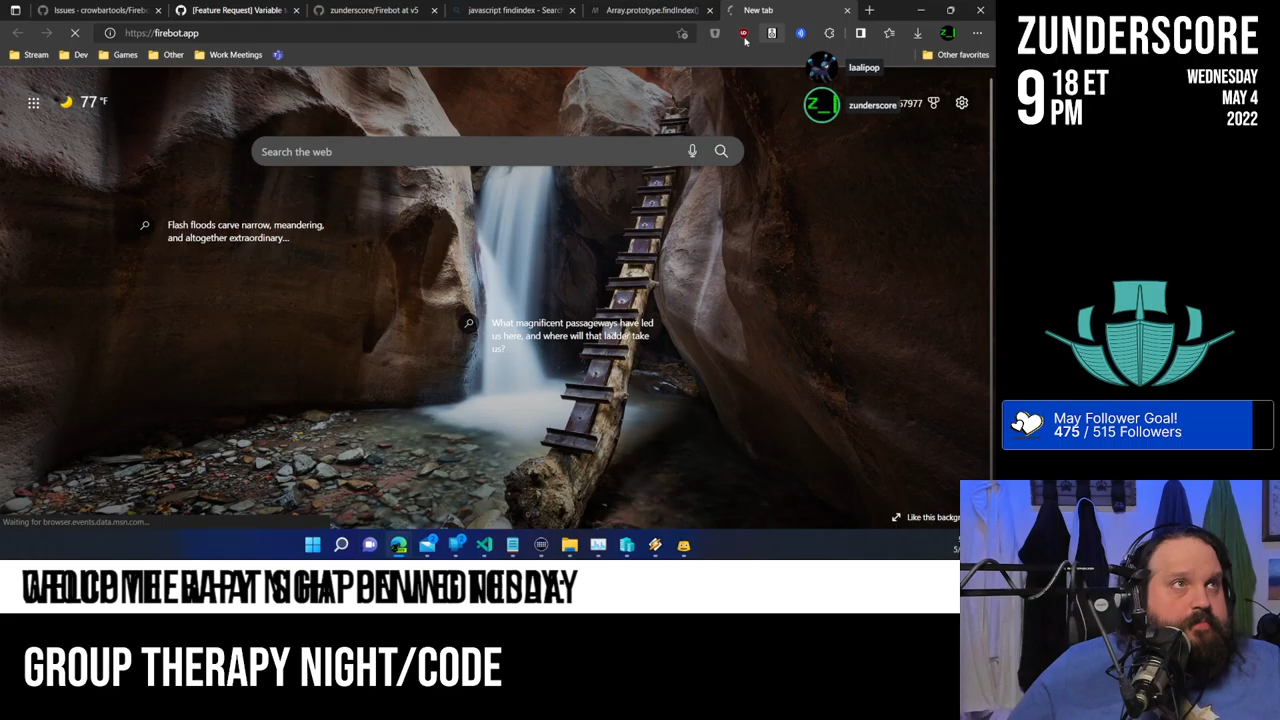 Issues · crowbartools/Firebo
[Feature Request] Variable t
zunderscore/Firebot at v5
javascript findindex - Searc
Array.prototype.findIndex()
New tab
https://firebot.app
Stream
Dev
Games
Other
Work Meetings
Other favorites
77 °F
laalipop
zunderscore
57977
Search the web
Flash floods carve narrow, meandering,
and altogether extraordinary...
What magnificent passageways have led
us here, and where will that ladder take
us?
Waiting for browser.events.data.msn.com...
Like this backgr
ZUNDERSCORE
9 18 ET
PM
WEDNESDAY
MAY 4
2022
May Follower Goal!
475 / 515 Followers
GROUP THERAPY NIGHT/CODE